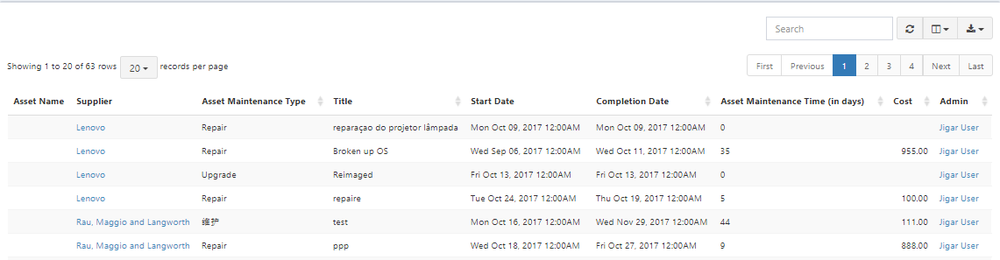 Search
Showing 1 to 20 of 63 rows 20 records per page
First Previous 1 2 3 4 Next Last
Asset Name Supplier Asset Maintenance Type Title Start Date Completion Date Asset Maintenance Time (in days) Cost Admin
Lenovo Repair reparaçao do projetor lâmpada Mon Oct 09, 2017 12:00AM Mon Oct 09, 2017 12:00AM 0 Jigar User
Lenovo Repair Broken up OS Wed Sep 06, 2017 12:00AM Wed Oct 11, 2017 12:00AM 35 955.00 Jigar User
Lenovo Upgrade Reimaged Fri Oct 13, 2017 12:00AM Fri Oct 13, 2017 12:00AM 0 Jigar User
Lenovo Repair repaire Tue Oct 24, 2017 12:00AM Thu Oct 19, 2017 12:00AM 5 100.00 Jigar User
Rau, Maggio and Langworth 维护 test Mon Oct 16, 2017 12:00AM Wed Nov 29, 2017 12:00AM 44 111.00 Jigar User
Rau, Maggio and Langworth Repair ppp Wed Oct 18, 2017 12:00AM Fri Oct 27, 2017 12:00AM 9 888.00 Jigar User